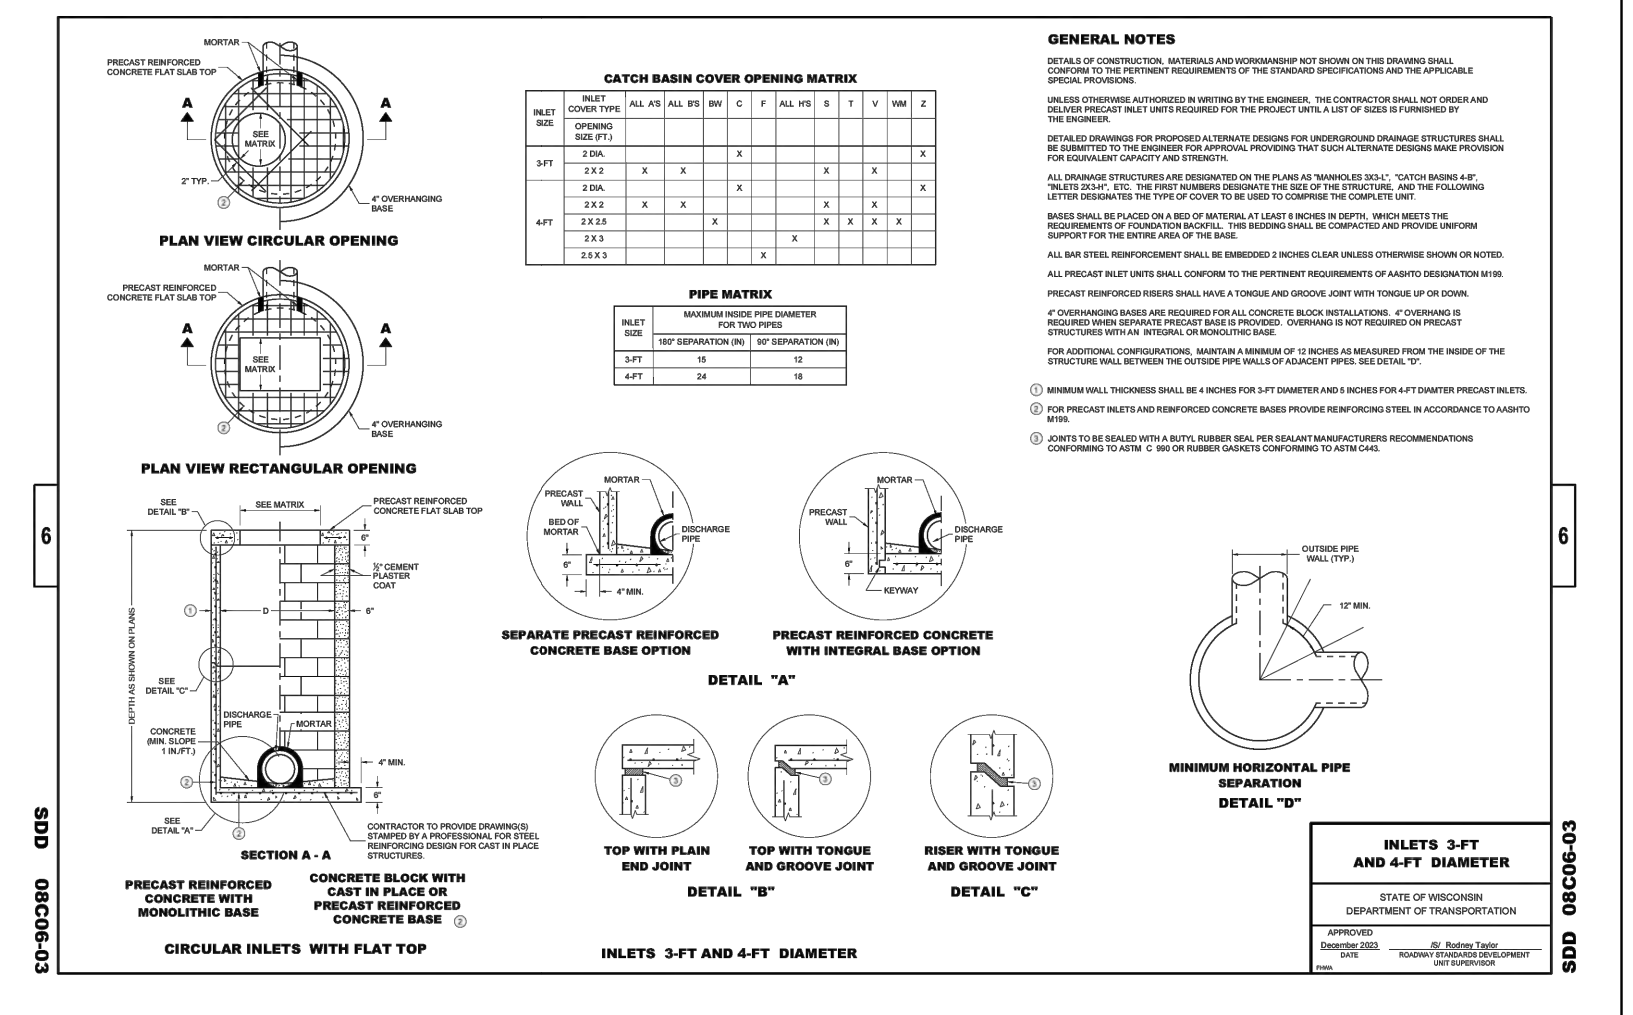 MORTAR
PRECAST REINFORCED
CONCRETE FLAT SLAB TOP
A
A
SEE
MATRIX
2" TYP.
2
4" OVERHANGING
BASE
PLAN VIEW CIRCULAR OPENING
MORTAR
PRECAST REINFORCED
CONCRETE FLAT SLAB TOP
A
A
SEE
MATRIX
2
4" OVERHANGING
BASE
PLAN VIEW RECTANGULAR OPENING
SEE
DETAIL "B"
SEE MATRIX
PRECAST REINFORCED
CONCRETE FLAT SLAB TOP
6"
½" CEMENT
PLASTER
COAT
1
D
6"
DEPTH AS SHOWN ON PLANS
SEE
DETAIL "C"
DISCHARGE
PIPE
MORTAR
CONCRETE
(MIN. SLOPE
1 IN./FT.)
4" MIN.
2
6"
SEE
DETAIL "A"
2
CONTRACTOR TO PROVIDE DRAWING(S)
STAMPED BY A PROFESSIONAL FOR STEEL
REINFORCING DESIGN FOR CAST IN PLACE
STRUCTURES.
SECTION A - A
PRECAST REINFORCED
CONCRETE WITH
MONOLITHIC BASE
CONCRETE BLOCK WITH
CAST IN PLACE OR
PRECAST REINFORCED
CONCRETE BASE 2
CIRCULAR INLETS WITH FLAT TOP
CATCH BASIN COVER OPENING MATRIX
INLET SIZE INLET COVER TYPE ALL A'S ALL B'S BW C F ALL H'S S T V WM Z
OPENING SIZE (FT.)
3-FT 2 DIA. X X
2 X 2 X X X X
4-FT 2 DIA. X X
2 X 2 X X X X
2 X 2.5 X X X X X
2 X 3 X
2.5 X 3 X
PIPE MATRIX
INLET SIZE MAXIMUM INSIDE PIPE DIAMETER
FOR TWO PIPES
180° SEPARATION (IN) 90° SEPARATION (IN)
3-FT 15 12
4-FT 24 18
MORTAR
PRECAST
WALL
BED OF
MORTAR
DISCHARGE
PIPE
6"
4" MIN.
SEPARATE PRECAST REINFORCED
CONCRETE BASE OPTION
MORTAR
PRECAST
WALL
DISCHARGE
PIPE
6"
KEYWAY
PRECAST REINFORCED CONCRETE
WITH INTEGRAL BASE OPTION
DETAIL "A"
3
TOP WITH PLAIN
END JOINT
3
TOP WITH TONGUE
AND GROOVE JOINT
DETAIL "B"
3
RISER WITH TONGUE
AND GROOVE JOINT
DETAIL "C"
INLETS 3-FT AND 4-FT DIAMETER
GENERAL NOTES
DETAILS OF CONSTRUCTION, MATERIALS AND WORKMANSHIP NOT SHOWN ON THIS DRAWING SHALL
CONFORM TO THE PERTINENT REQUIREMENTS OF THE STANDARD SPECIFICATIONS AND THE APPLICABLE
SPECIAL PROVISIONS.
UNLESS OTHERWISE AUTHORIZED IN WRITING BY THE ENGINEER, THE CONTRACTOR SHALL NOT ORDER AND
DELIVER PRECAST INLET UNITS REQUIRED FOR THE PROJECT UNTIL A LIST OF SIZES IS FURNISHED BY
THE ENGINEER.
DETAILED DRAWINGS FOR PROPOSED ALTERNATE DESIGNS FOR UNDERGROUND DRAINAGE STRUCTURES SHALL
BE SUBMITTED TO THE ENGINEER FOR APPROVAL PROVIDING THAT SUCH ALTERNATE DESIGNS MAKE PROVISION
FOR EQUIVALENT CAPACITY AND STRENGTH.
ALL DRAINAGE STRUCTURES ARE DESIGNATED ON THE PLANS AS "MANHOLES 3X3-L", "CATCH BASINS 4-B",
"INLETS 2X3-H", ETC. THE FIRST NUMBERS DESIGNATE THE SIZE OF THE STRUCTURE, AND THE FOLLOWING
LETTER DESIGNATES THE TYPE OF COVER TO BE USED TO COMPRISE THE COMPLETE UNIT.
BASES SHALL BE PLACED ON A BED OF MATERIAL AT LEAST 6 INCHES IN DEPTH, WHICH MEETS THE
REQUIREMENTS OF FOUNDATION BACKFILL. THIS BEDDING SHALL BE COMPACTED AND PROVIDE UNIFORM
SUPPORT FOR THE ENTIRE AREA OF THE BASE.
ALL BAR STEEL REINFORCEMENT SHALL BE EMBEDDED 2 INCHES CLEAR UNLESS OTHERWISE SHOWN OR NOTED.
ALL PRECAST INLET UNITS SHALL CONFORM TO THE PERTINENT REQUIREMENTS OF AASHTO DESIGNATION M199.
PRECAST REINFORCED RISERS SHALL HAVE A TONGUE AND GROOVE JOINT WITH TONGUE UP OR DOWN.
4" OVERHANGING BASES ARE REQUIRED FOR ALL CONCRETE BLOCK INSTALLATIONS. 4" OVERHANG IS
REQUIRED WHEN SEPARATE PRECAST BASE IS PROVIDED. OVERHANG IS NOT REQUIRED ON PRECAST
STRUCTURES WITH AN INTEGRAL OR MONOLITHIC BASE.
FOR ADDITIONAL CONFIGURATIONS, MAINTAIN A MINIMUM OF 12 INCHES AS MEASURED FROM THE INSIDE OF THE
STRUCTURE WALL BETWEEN THE OUTSIDE PIPE WALLS OF ADJACENT PIPES. SEE DETAIL "D".
1 MINIMUM WALL THICKNESS SHALL BE 4 INCHES FOR 3-FT DIAMETER AND 5 INCHES FOR 4-FT DIAMTER PRECAST INLETS.
2 FOR PRECAST INLETS AND REINFORCED CONCRETE BASES PROVIDE REINFORCING STEEL IN ACCORDANCE TO AASHTO
M199.
3 JOINTS TO BE SEALED WITH A BUTYL RUBBER SEAL PER SEALANT MANUFACTURERS RECOMMENDATIONS
CONFORMING TO ASTM C 990 OR RUBBER GASKETS CONFORMING TO ASTM C443.
OUTSIDE PIPE
WALL (TYP.)
12" MIN.
MINIMUM HORIZONTAL PIPE
SEPARATION
DETAIL "D"
INLETS 3-FT
AND 4-FT DIAMETER
STATE OF WISCONSIN
DEPARTMENT OF TRANSPORTATION
APPROVED
December 2023 /S/ Rodney Taylor
DATE ROADWAY STANDARDS DEVELOPMENT
UNIT SUPERVISOR
FHWA
6
6
SDD 08C06-03
SDD 08C06-03